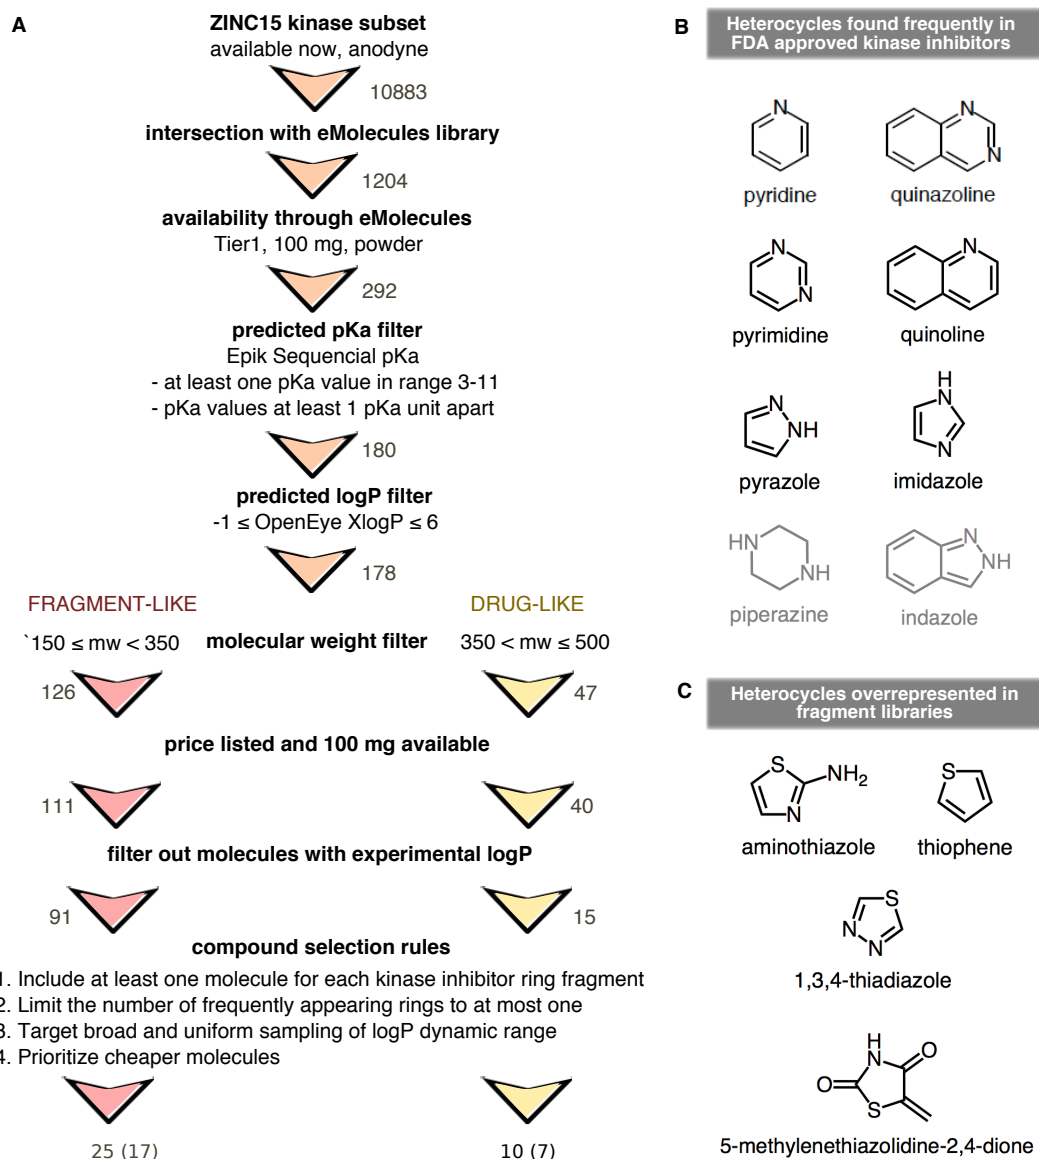 A
ZINC15 kinase subset
available now, anodyne
10883
intersection with eMolecules library
1204
availability through eMolecules
Tier1, 100 mg, powder
292
predicted pKa filter
Epik Sequencial pKa
- at least one pKa value in range 3-11
- pKa values at least 1 pKa unit apart
180
predicted logP filter
-1 ≤ OpenEye XlogP ≤ 6
178
FRAGMENT-LIKE
DRUG-LIKE
`150 ≤ mw < 350
molecular weight filter
350 < mw ≤ 500
126
47
price listed and 100 mg available
111
40
filter out molecules with experimental logP
91
15
compound selection rules
1. Include at least one molecule for each kinase inhibitor ring fragment
2. Limit the number of frequently appearing rings to at most one
3. Target broad and uniform sampling of logP dynamic range
4. Prioritize cheaper molecules
25 (17)
10 (7)
B
Heterocycles found frequently in
FDA approved kinase inhibitors
N
N
N
pyridine
quinazoline
N
N
N
pyrimidine
quinoline
N
NH
H
N
N
pyrazole
imidazole
HN
NH
N
NH
piperazine
indazole
C
Heterocycles overrepresented in
fragment libraries
S
NH2
N
S
aminothiazole
thiophene
S
N
N
1,3,4-thiadiazole
H
N
O
O
S
5-methylenethiazolidine-2,4-dione